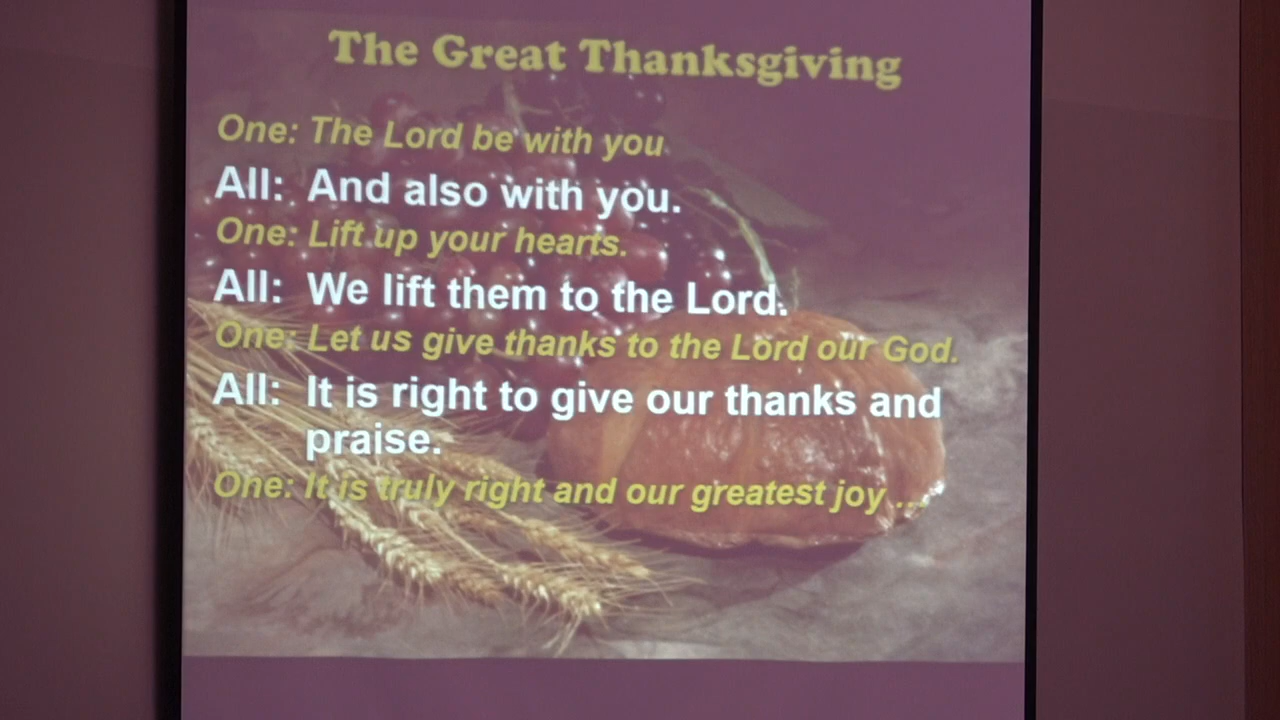 The Great Thanksgiving
One: The Lord be with you
All: And also with you.
One: Lift up your hearts.
All: We lift them to the Lord.
One: Let us give thanks to the Lord our God.
All: It is right to give our thanks and
praise.
One: It is truly right and our greatest joy ...